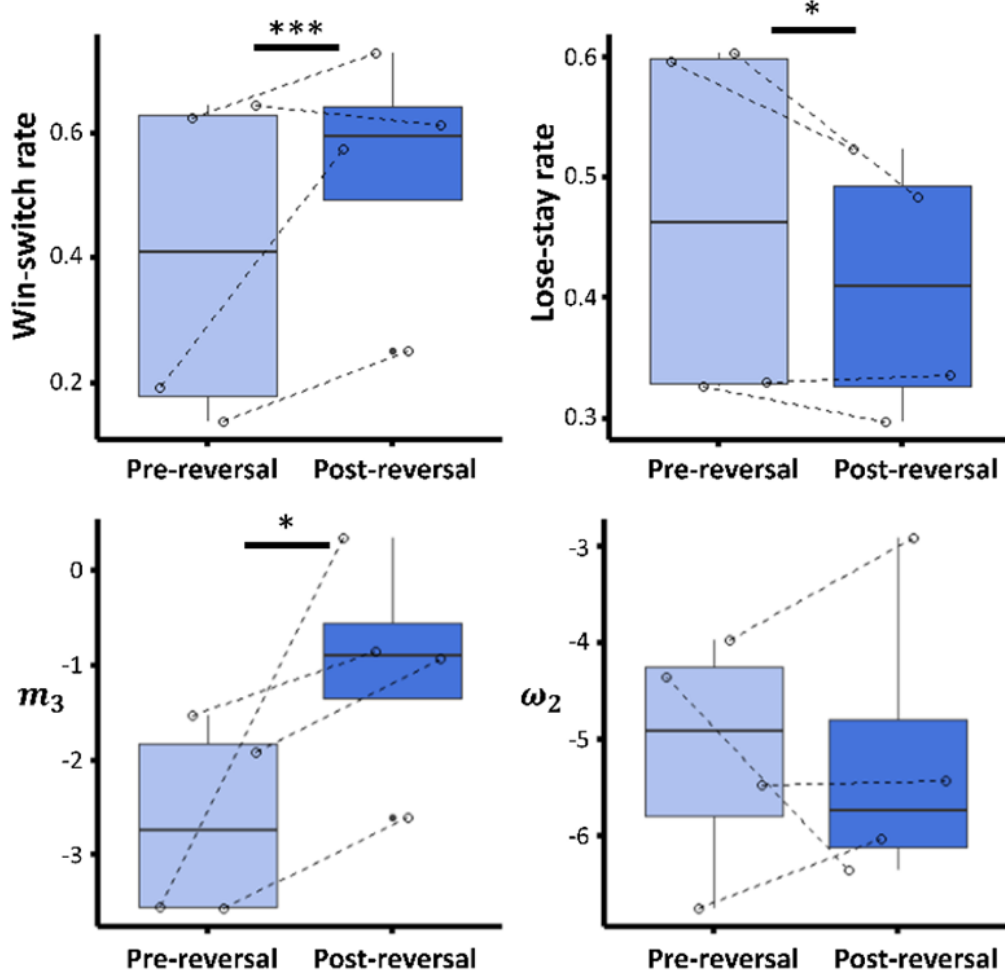 ***
Win-switch rate
0.6
0.4
0.2
Pre-reversal Post-reversal
*
Lose-stay rate
0.6
0.5
0.4
0.3
Pre-reversal Post-reversal
*
m₃
0
-1
-2
-3
Pre-reversal Post-reversal
ω₂
-3
-4
-5
-6
Pre-reversal Post-reversal